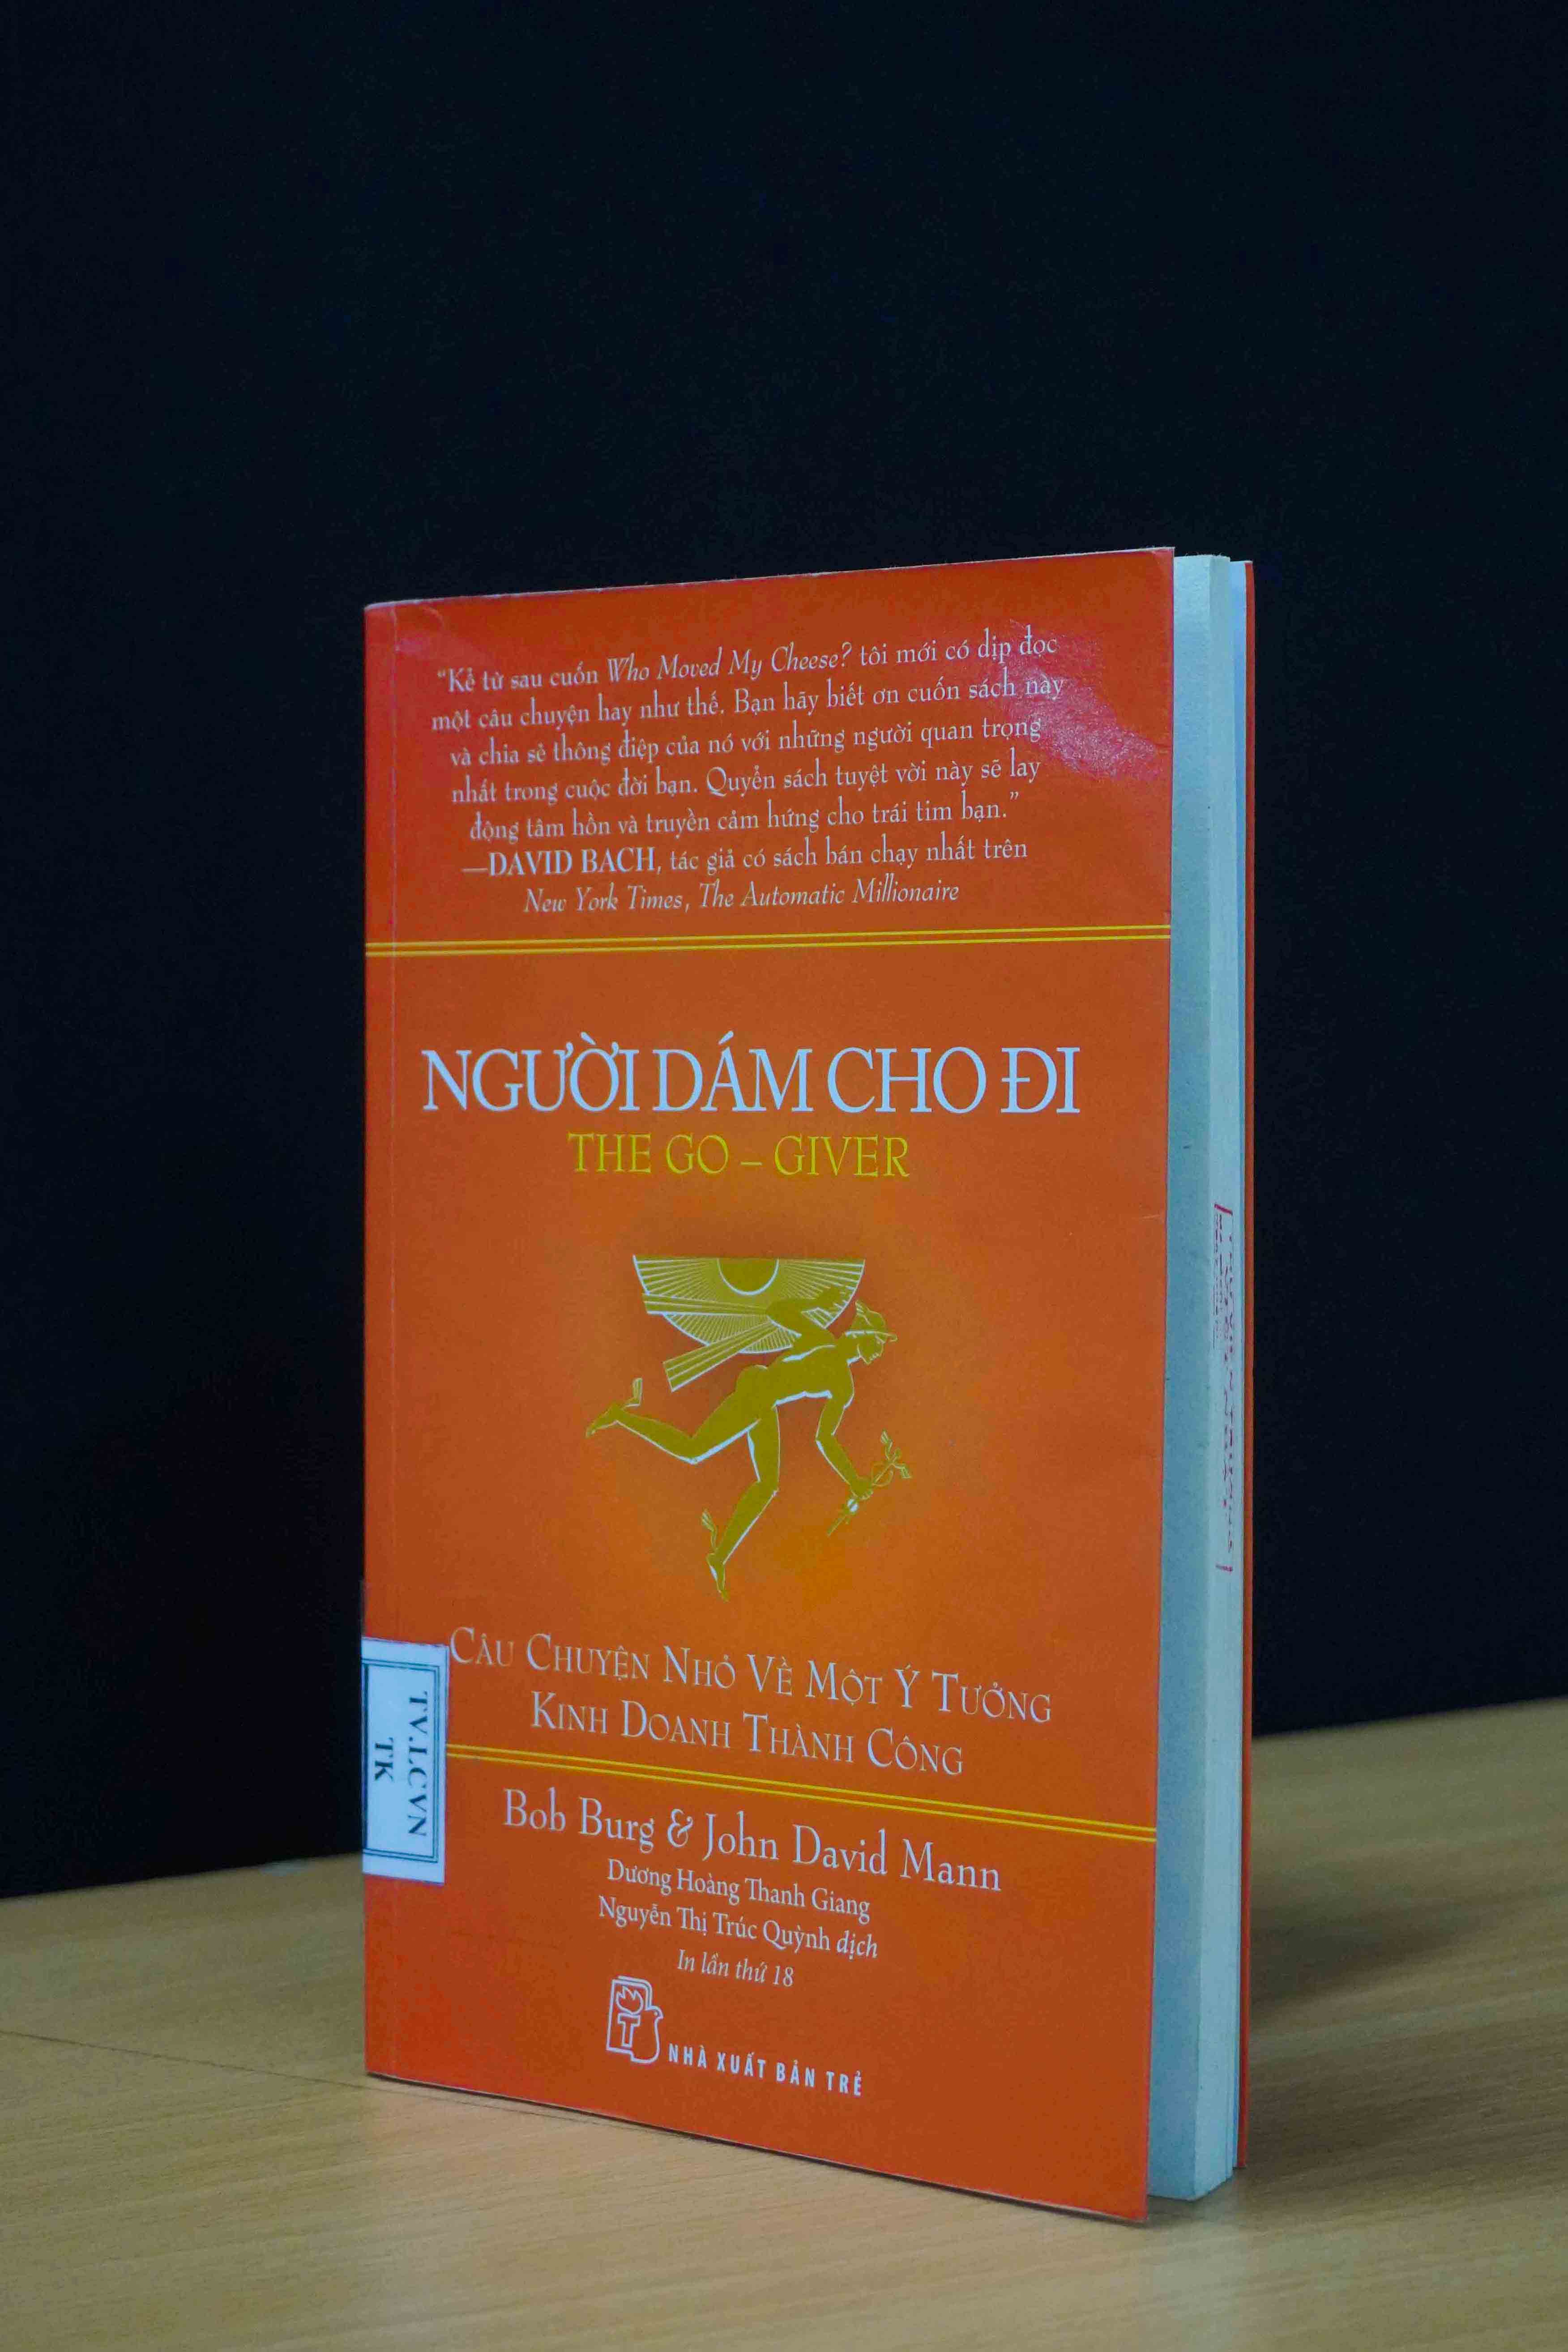 “Kể từ sau cuốn Who Moved My Cheese? tôi mới có dịp đọc
một câu chuyện hay như thế. Bạn hãy biết ơn cuốn sách này
và chia sẻ thông điệp của nó với những người quan trọng
nhất trong cuộc đời bạn. Quyển sách tuyệt vời này sẽ lay
động tâm hồn và truyền cảm hứng cho trái tim bạn.”
—DAVID BACH, tác giả có sách bán chạy nhất trên
New York Times, The Automatic Millionaire
NGƯỜI DÁM CHO ĐI
THE GO – GIVER
CÂU CHUYỆN NHỎ VỀ MỘT Ý TƯỞNG
KINH DOANH THÀNH CÔNG
TV.LCVN
TK
Bob Burg & John David Mann
Dương Hoàng Thanh Giang
Nguyễn Thị Trúc Quỳnh dịch
In lần thứ 18
T
NHÀ XUẤT BẢN TRẺ